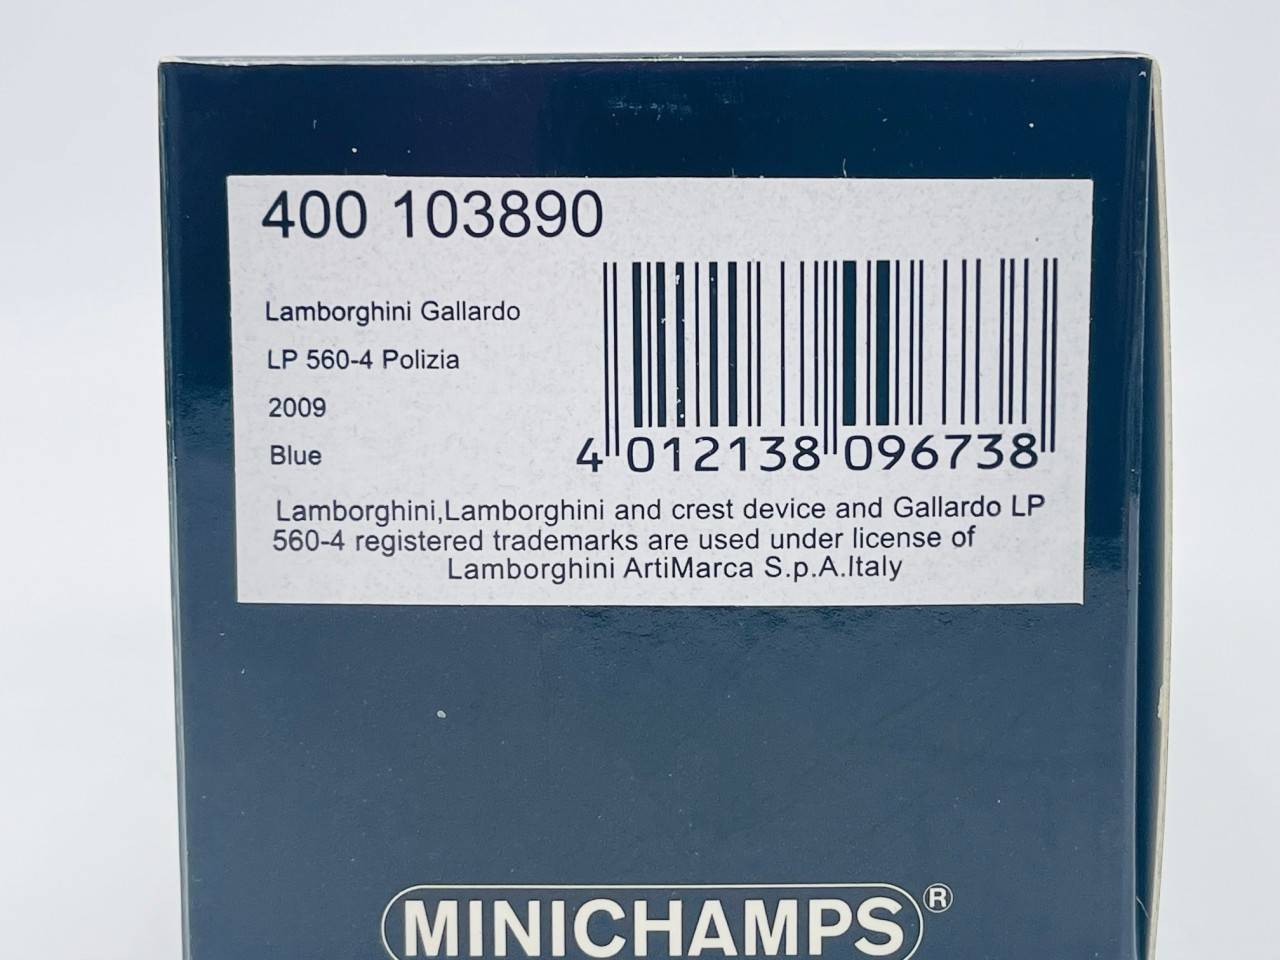 400 103890
Lamborghini Gallardo
LP 560-4 Polizia
2009
Blue
4 012138 096738
Lamborghini,Lamborghini and crest device and Gallardo LP
560-4 registered trademarks are used under license of
Lamborghini ArtiMarca S.p.A.Italy
MINICHAMPS®